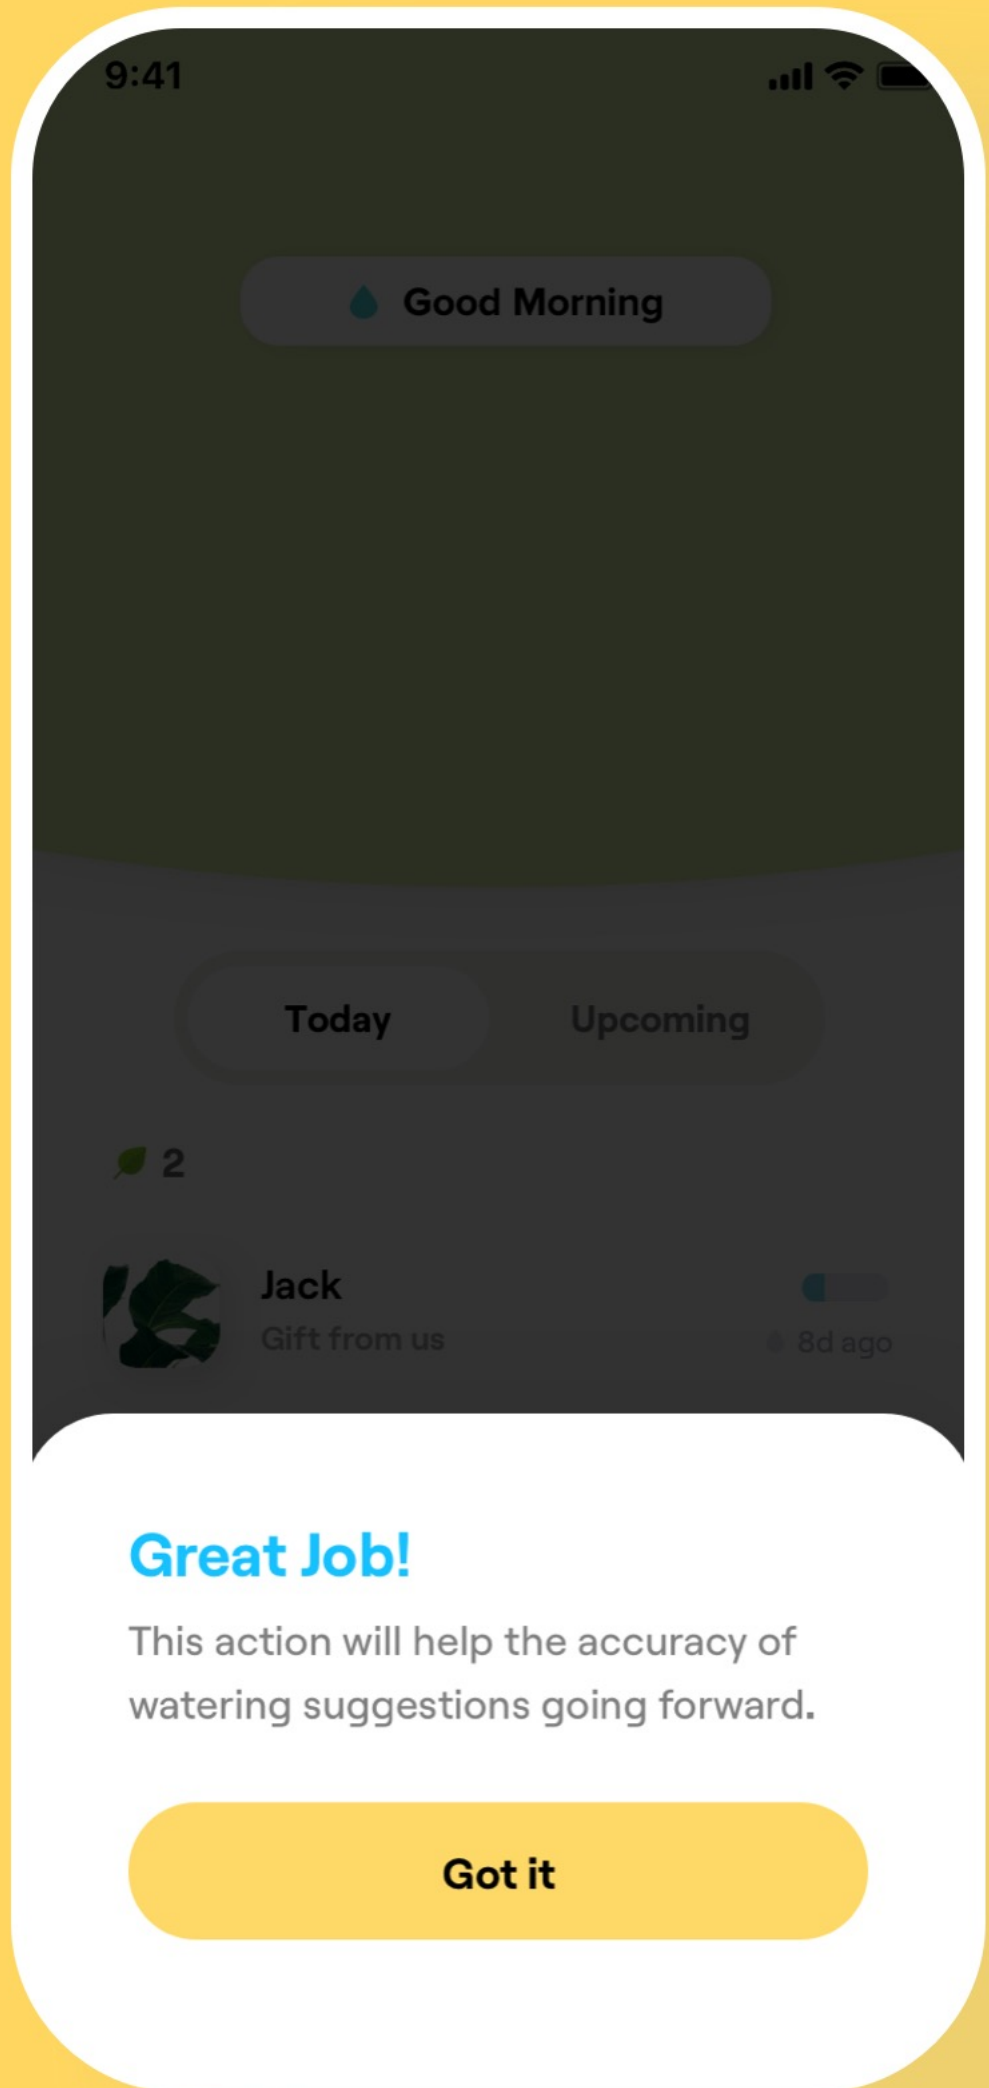 9:41
Good Morning
Today Upcoming
2
Jack
Gift from us
8d ago
Great Job!
This action will help the accuracy of
watering suggestions going forward.
Got it